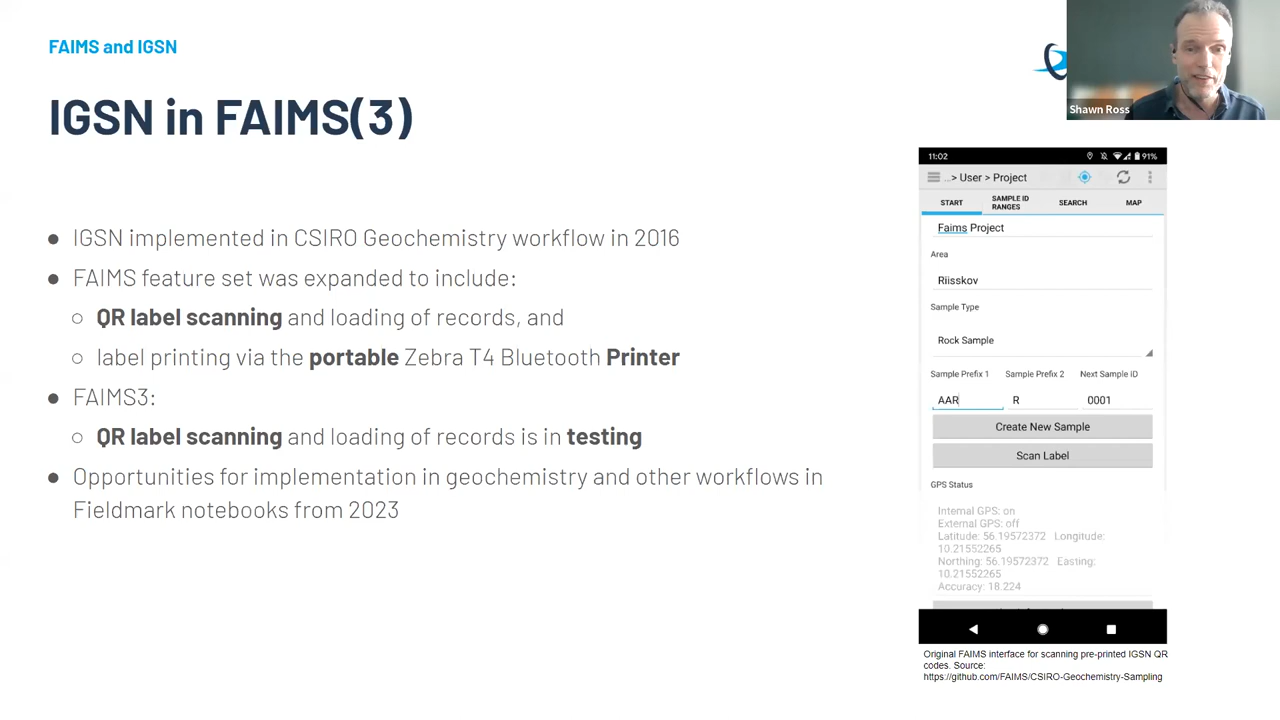 FAIMS and IGSN
IGSN in FAIMS(3)
Shawn Ross
● IGSN implemented in CSIRO Geochemistry workflow in 2016
● FAIMS feature set was expanded to include:
○ QR label scanning and loading of records, and
○ label printing via the portable Zebra T4 Bluetooth Printer
● FAIMS3:
○ QR label scanning and loading of records is in testing
● Opportunities for implementation in geochemistry and other workflows in
Fieldmark notebooks from 2023
11:02
91%
...> User > Project
START
SAMPLE ID
RANGES
SEARCH
MAP
Faims Project
Area
Riisskov
Sample Type
Rock Sample
Sample Prefix 1 Sample Prefix 2 Next Sample ID
AAR R 0001
Create New Sample
Scan Label
GPS Status
Internal GPS: on
External GPS: off
Latitude: 56.19572372 Longitude:
10.21552265
Northing: 56.19572372 Easting:
10.21552265
Accuracy: 18.224
Original FAIMS interface for scanning pre-printed IGSN QR
codes. Source:
https://github.com/FAIMS/CSIRO-Geochemistry-Sampling